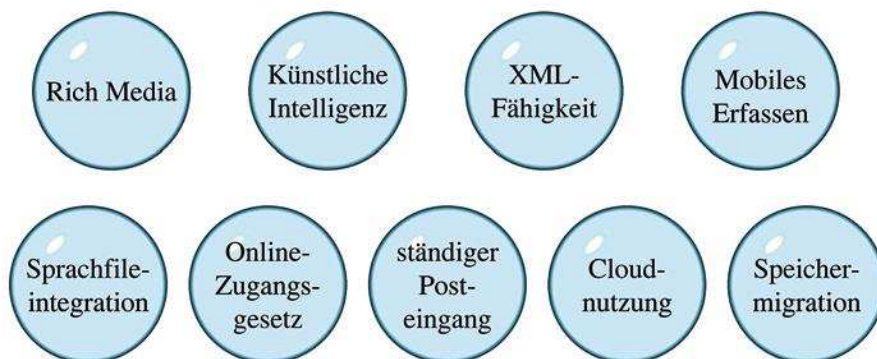 Rich Media
Künstliche
Intelligenz
XML-
Fähigkeit
Mobiles
Erfassen
Sprachfile-
integration
Online-
Zugangs-
gesetz
ständiger
Post-
eingang
Cloud-
nutzung
Speicher-
migration